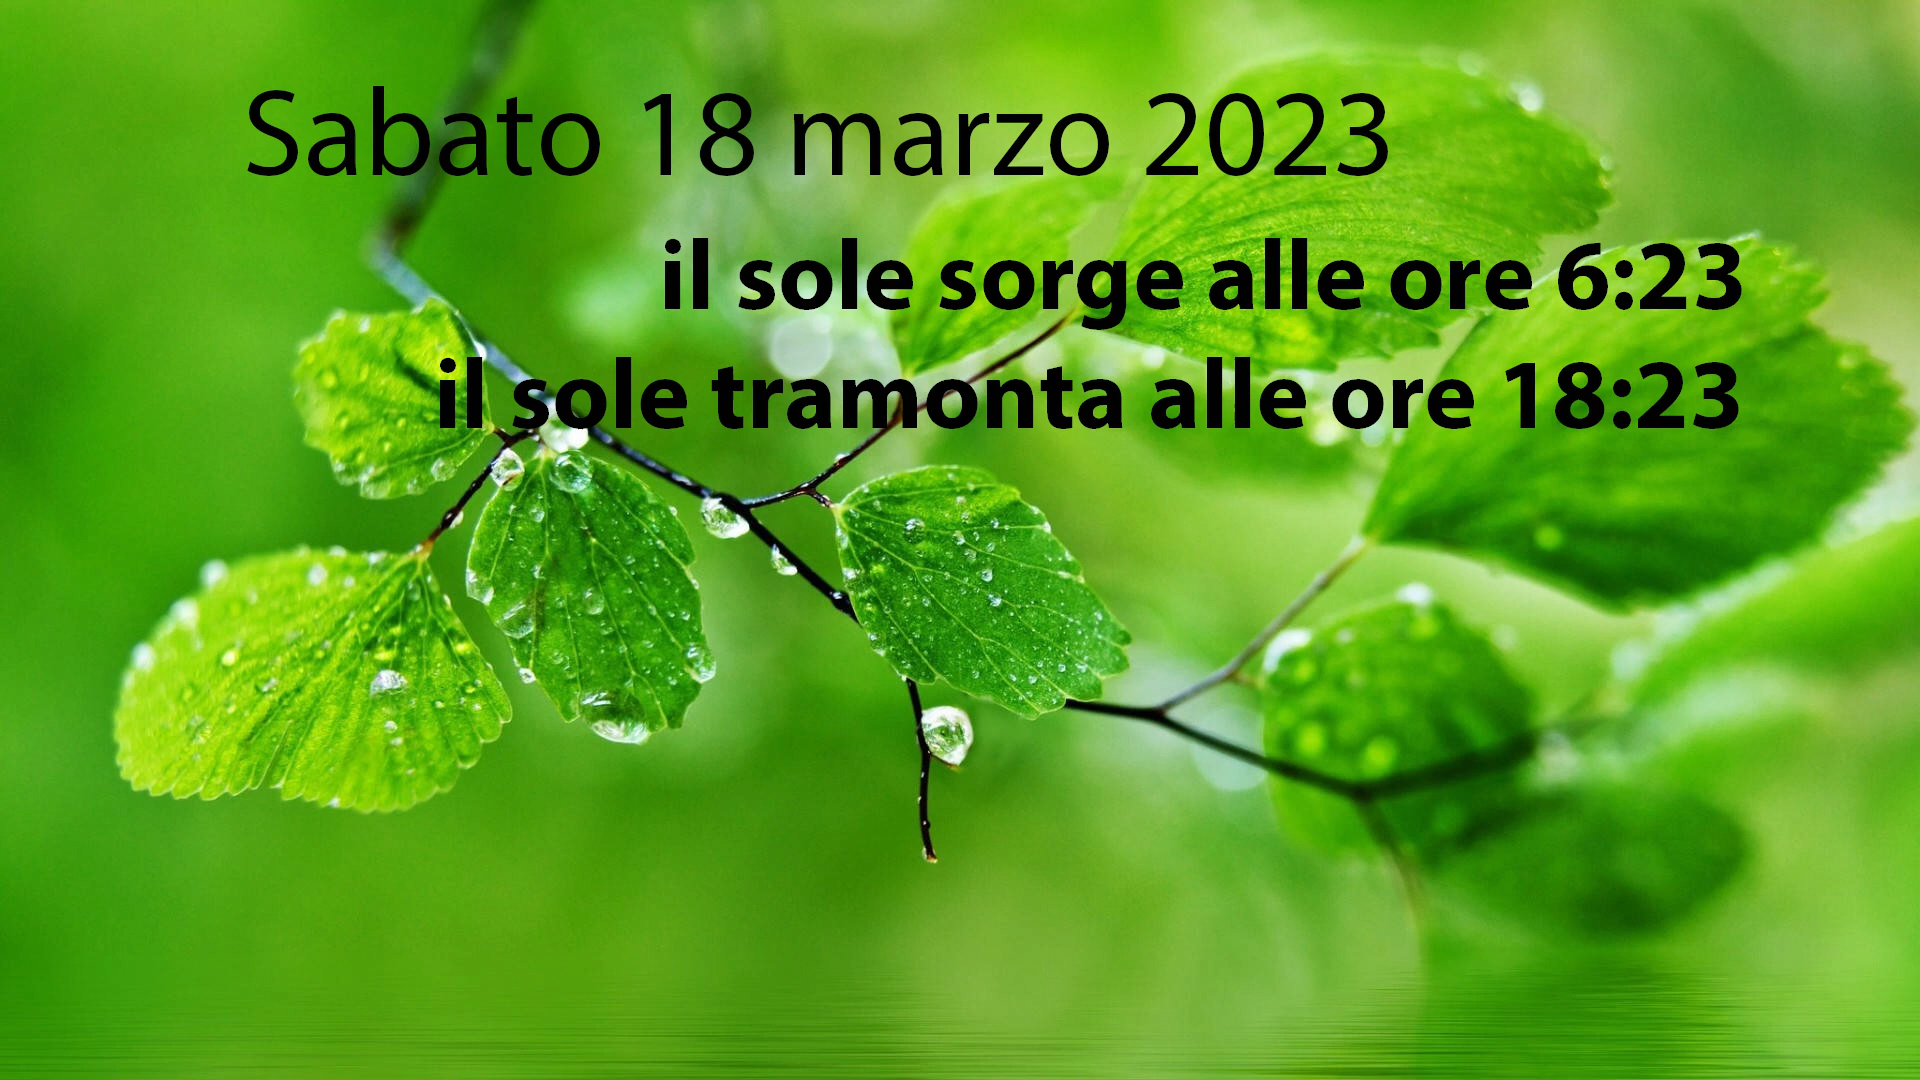 Sabato 18 marzo 2023
il sole sorge alle ore 6:23
il sole tramonta alle ore 18:23